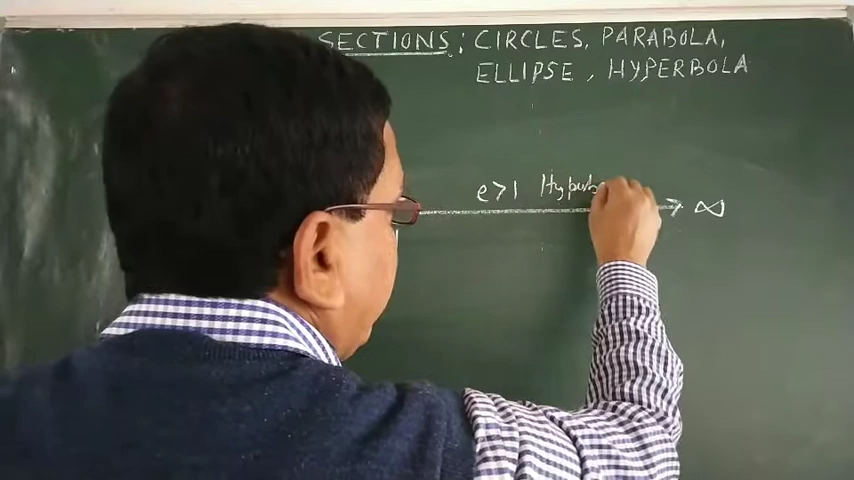 SECTIONS: CIRCLES, PARABOLA,
ELLIPSE, HYPERBOLA
e>1 Hyperb
∞